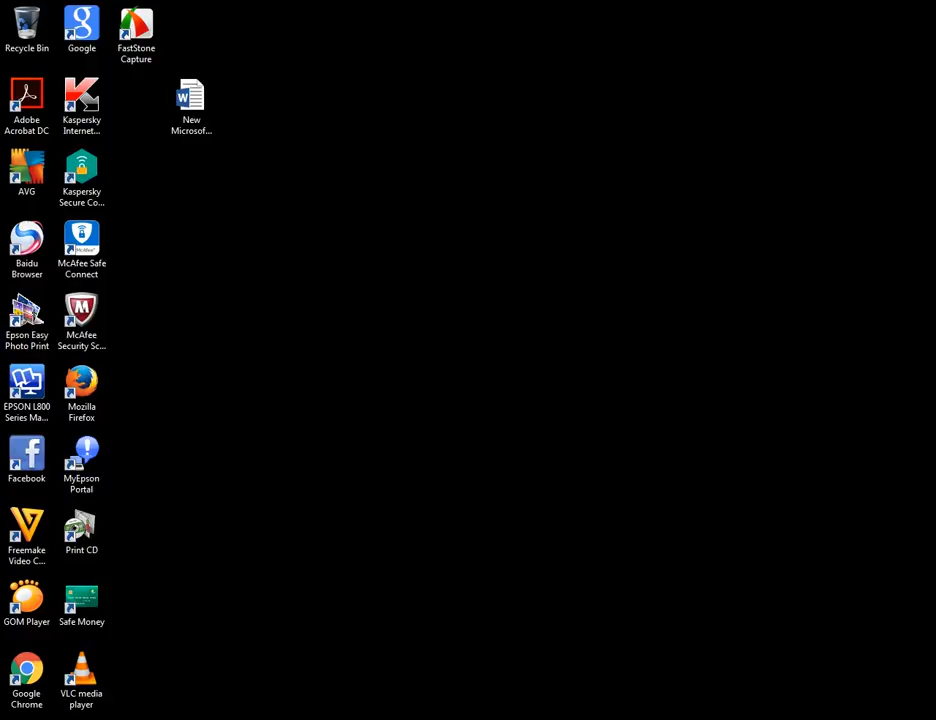 Recycle Bin
Google
FastStone
Capture
Adobe
Acrobat DC
Kaspersky
Internet...
New
Microsof...
AVG
Kaspersky
Secure Co...
Baidu
Browser
McAfee Safe
Connect
Epson Easy
Photo Print
McAfee
Security Sc...
EPSON L800
Series Ma...
Mozilla
Firefox
Facebook
MyEpson
Portal
Freemake
Video C...
Print CD
GOM Player
Safe Money
Google
Chrome
VLC media
player